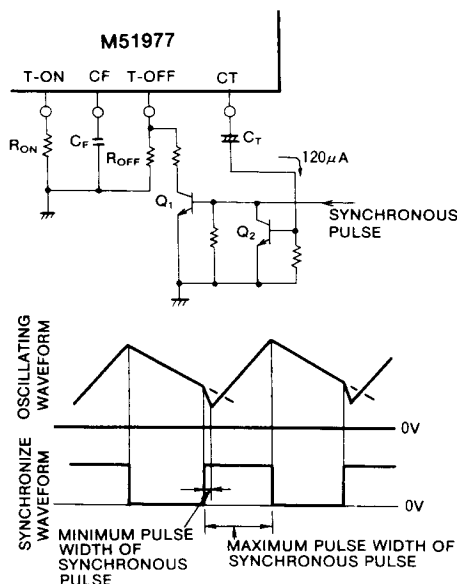 M51977
T-ON CF T-OFF CT
RON
CF
ROFF
CT
120μA
Q1
Q2
SYNCHRONOUS
PULSE
OSCILLATING
WAVEFORM
0V
SYNCHRONIZE
WAVEFORM
0V
MINIMUM PULSE
WIDTH OF
SYNCHRONOUS
PULSE
MAXIMUM PULSE WIDTH OF
SYNCHRONOUS PULSE